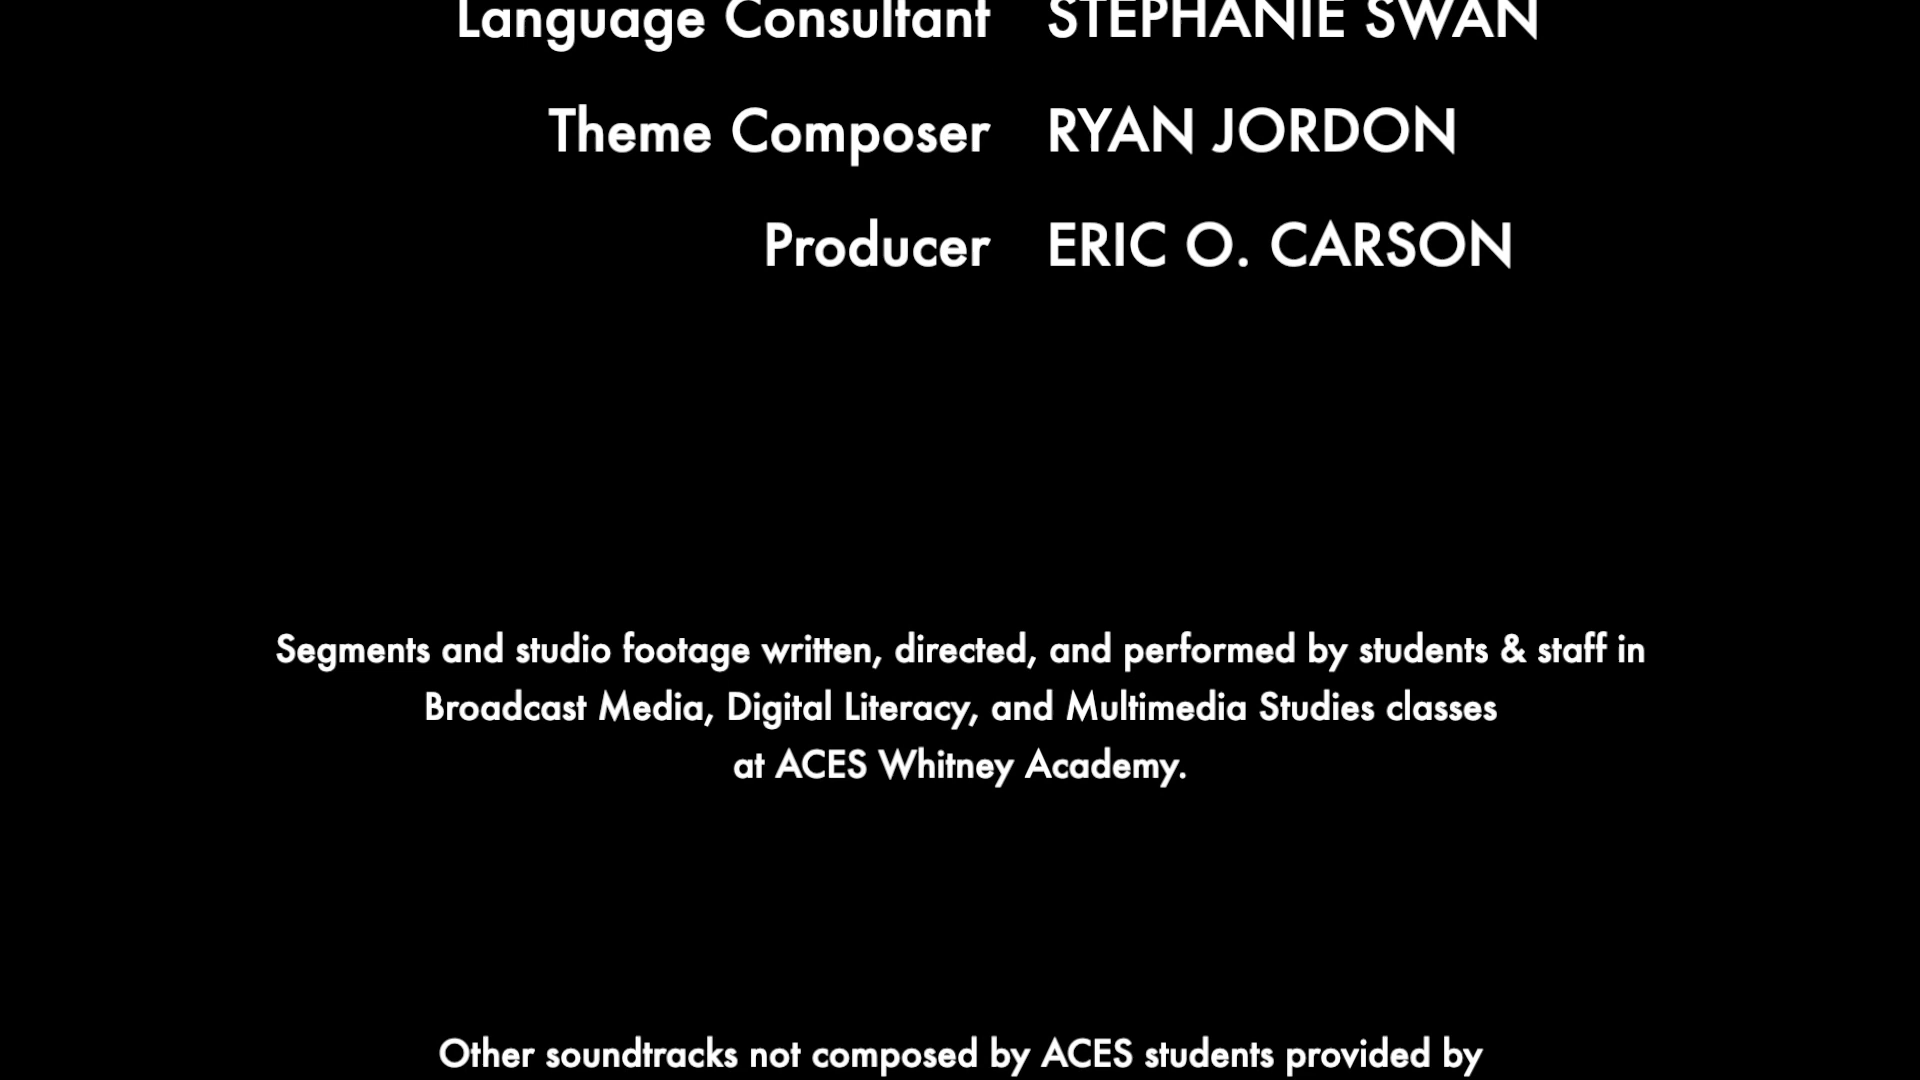 Language Consultant STEPHANIE SWAN
Theme Composer RYAN JORDON
Producer ERIC O. CARSON
Segments and studio footage written, directed, and performed by students & staff in
Broadcast Media, Digital Literacy, and Multimedia Studies classes
at ACES Whitney Academy.
Other soundtracks not composed by ACES students provided by